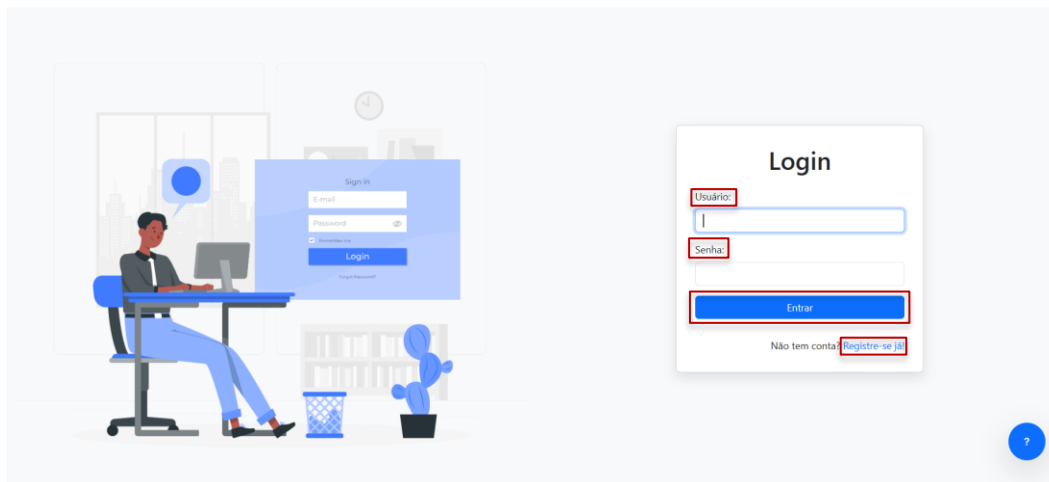 Sign in
E-mail
Password
Remember me
Login
Forgot Password?
Login
Usuário:
Senha:
Entrar
Não tem conta? Registre-se já!
?